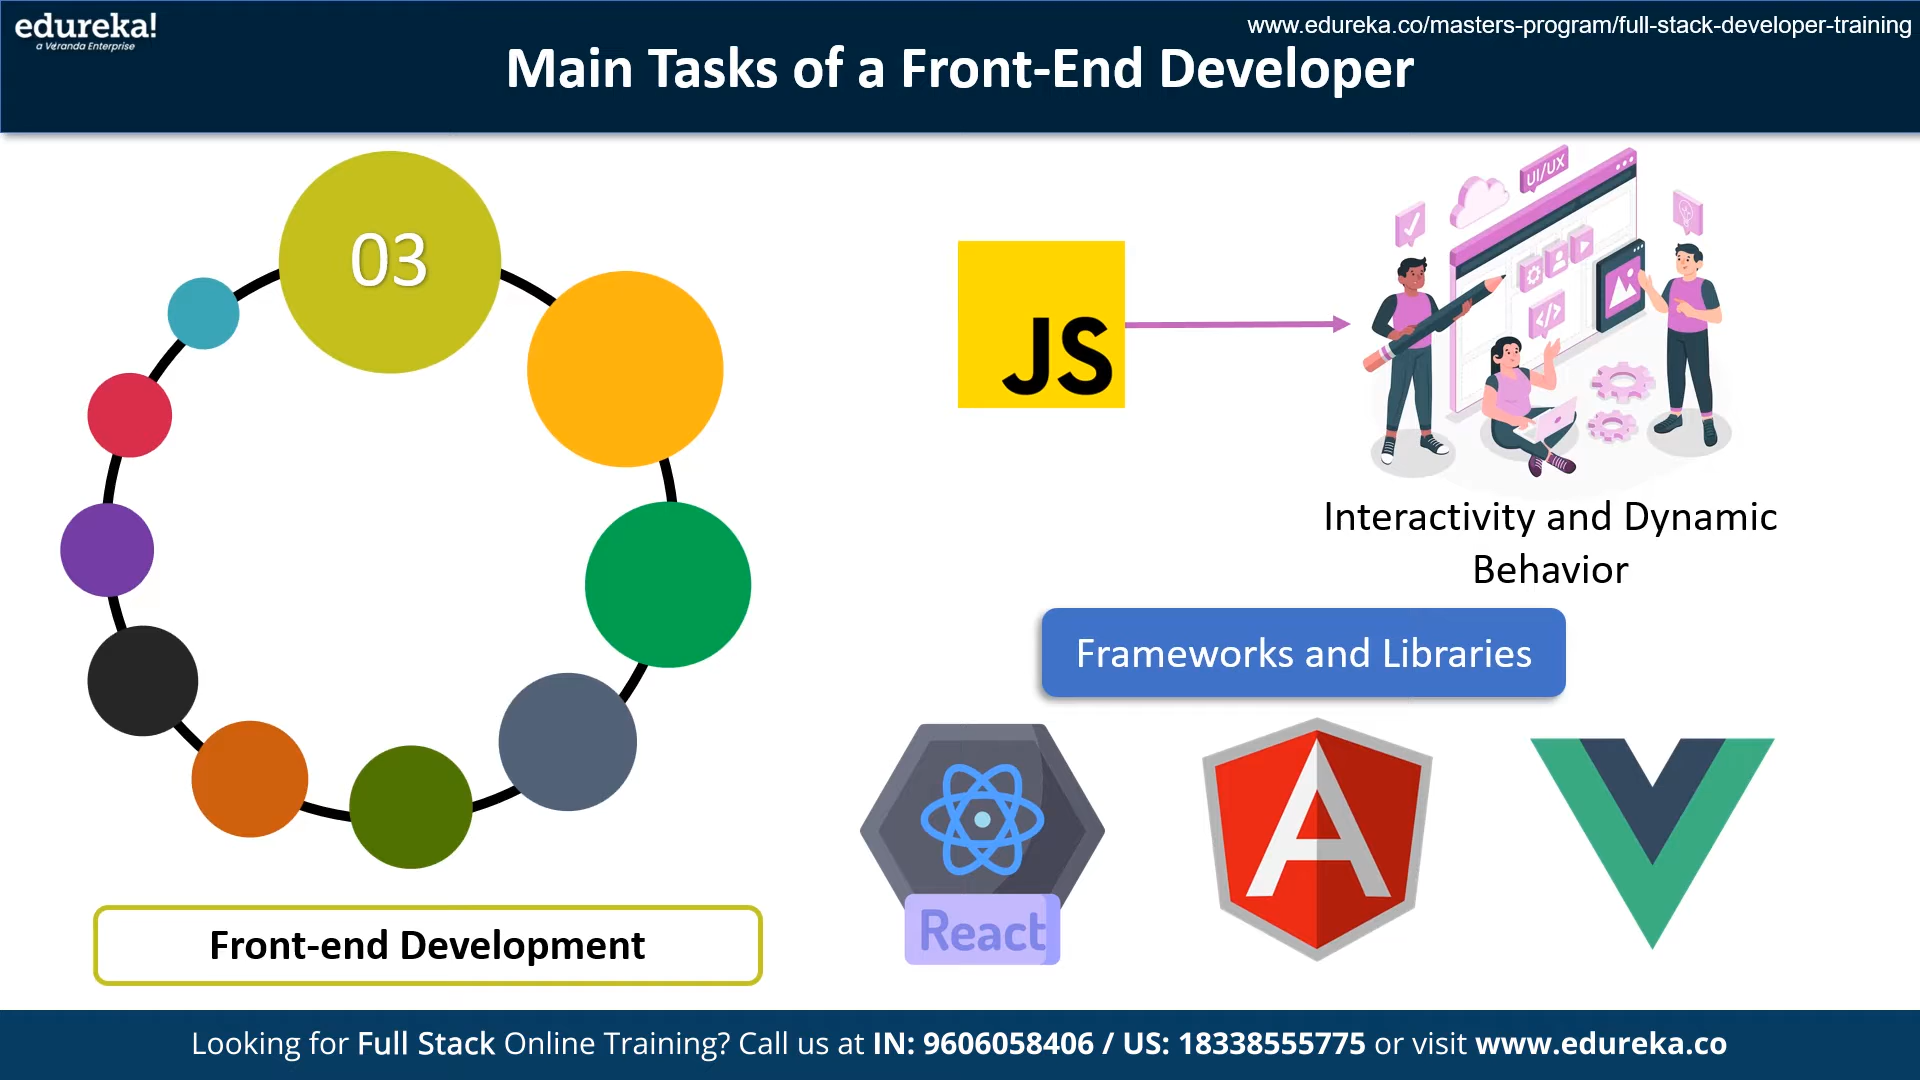 edureka!
a Veranda Enterprise
www.edureka.co/masters-program/full-stack-developer-training
Main Tasks of a Front-End Developer
03
JS
UI/UX
</>
Interactivity and Dynamic
Behavior
Frameworks and Libraries
React
A
Front-end Development
Looking for Full Stack Online Training? Call us at IN: 9606058406 / US: 18338555775 or visit www.edureka.co